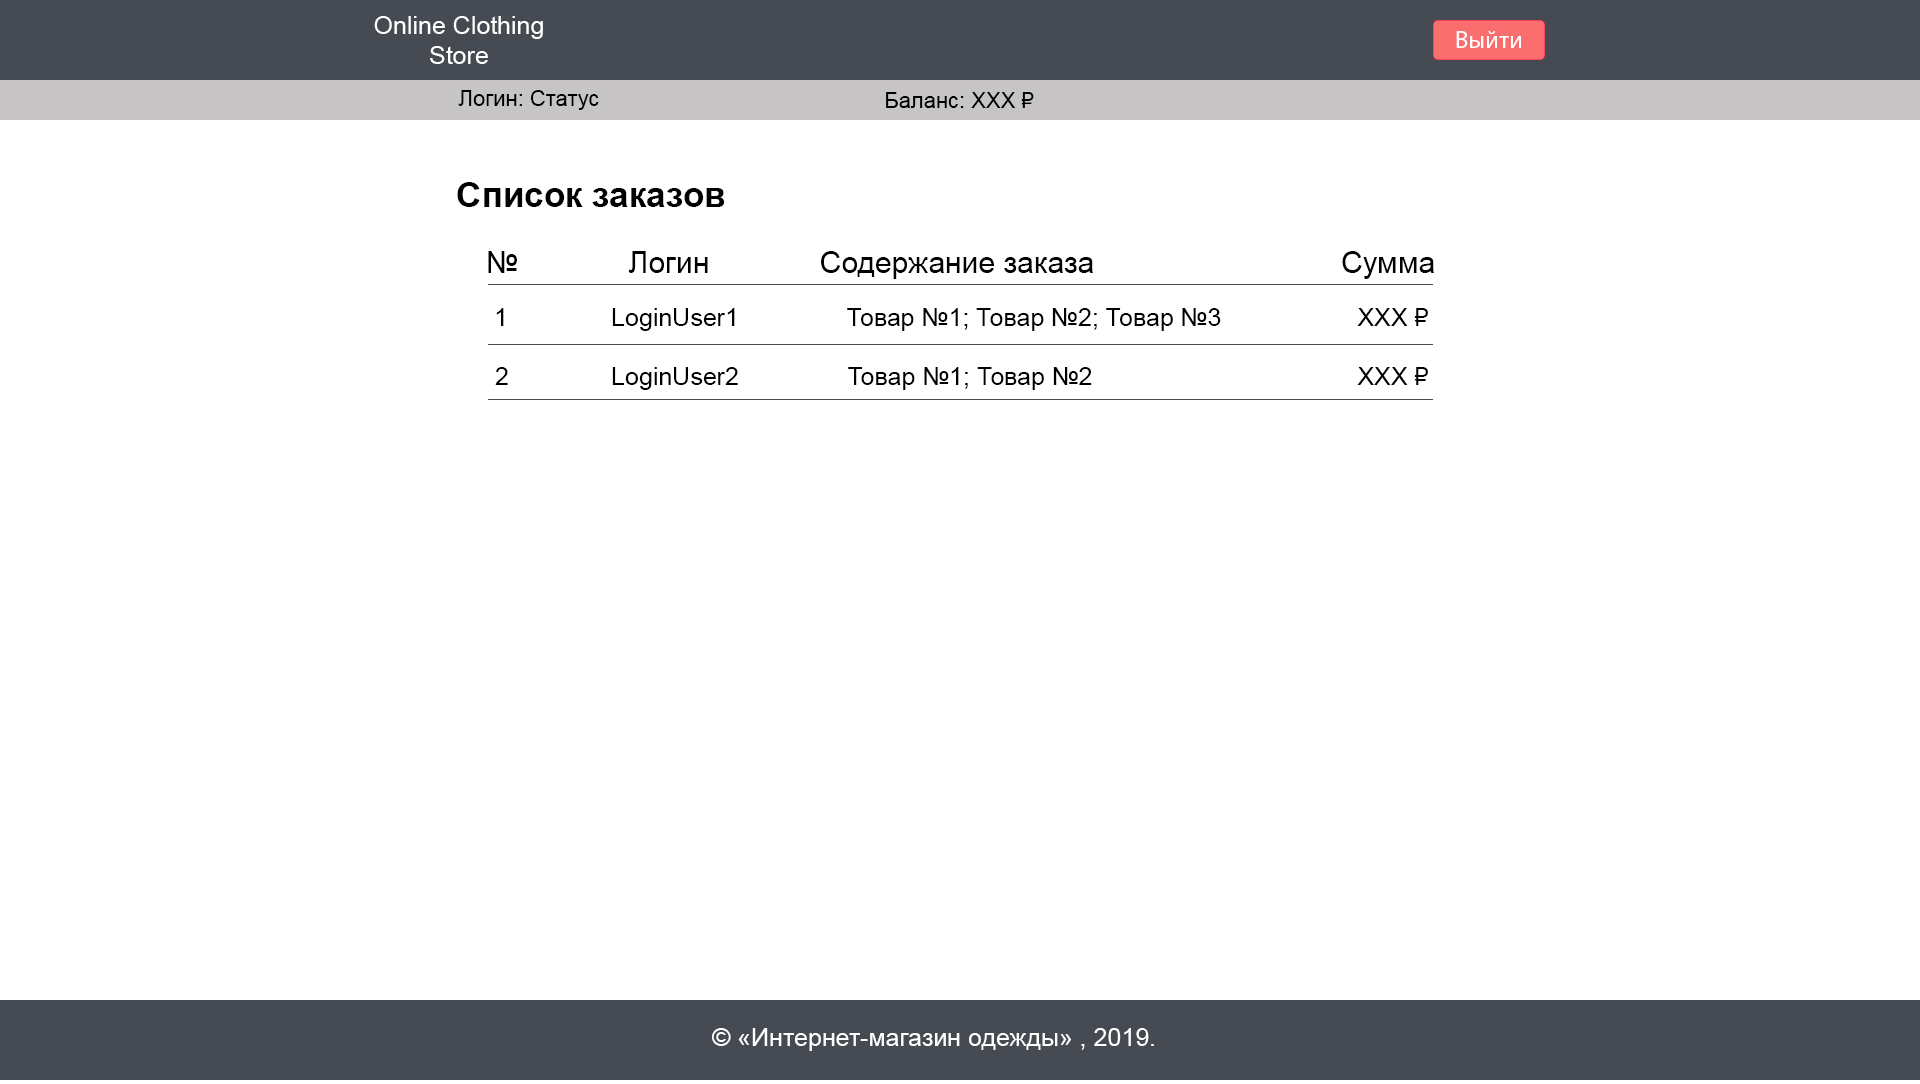 Online Clothing
Store
Выйти
Логин: Статус
Баланс: XXX ₽
Список заказов
№ Логин Содержание заказа Сумма
1 LoginUser1 Товар №1; Товар №2; Товар №3 XXX ₽
2 LoginUser2 Товар №1; Товар №2 XXX ₽
© «Интернет-магазин одежды» , 2019.